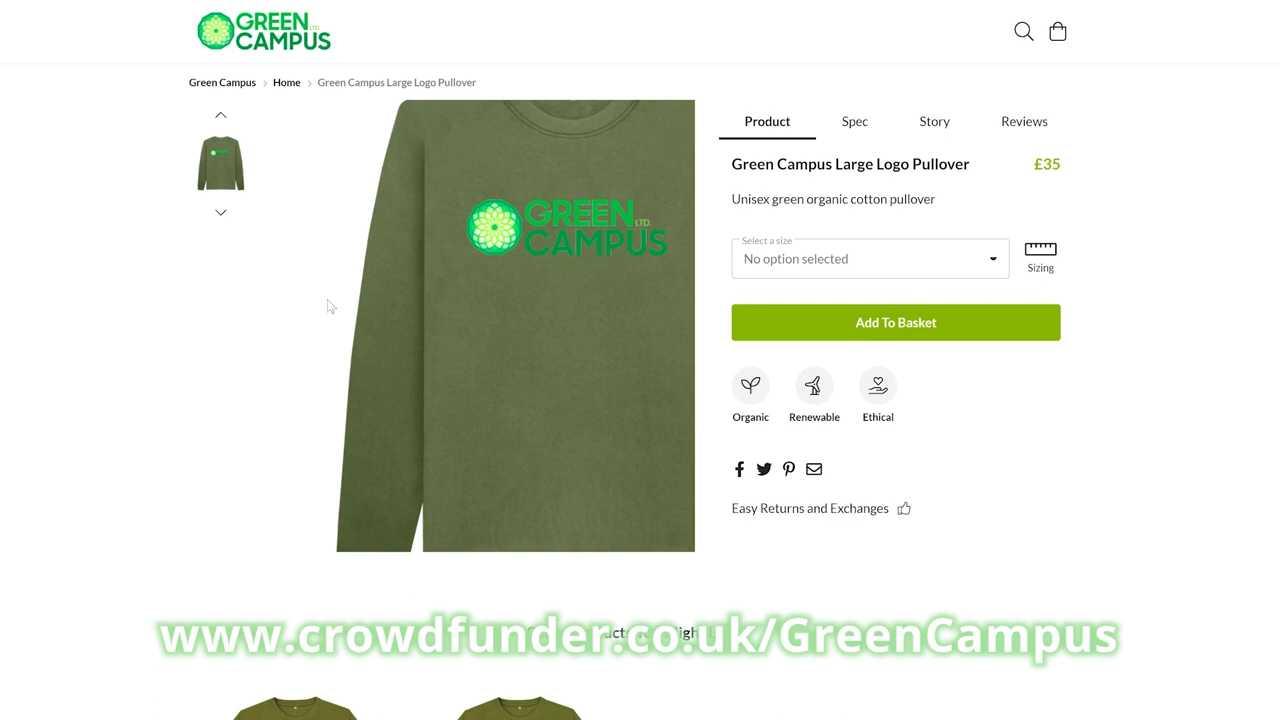 GREEN LTD.
CAMPUS
Green Campus > Home > Green Campus Large Logo Pullover
GREEN LTD.
CAMPUS
Product Spec Story Reviews
Green Campus Large Logo Pullover £35
Unisex green organic cotton pullover
Select a size
No option selected
Sizing
Add To Basket
Organic Renewable Ethical
Easy Returns and Exchanges
www.crowdfunder.co.uk/GreenCampus